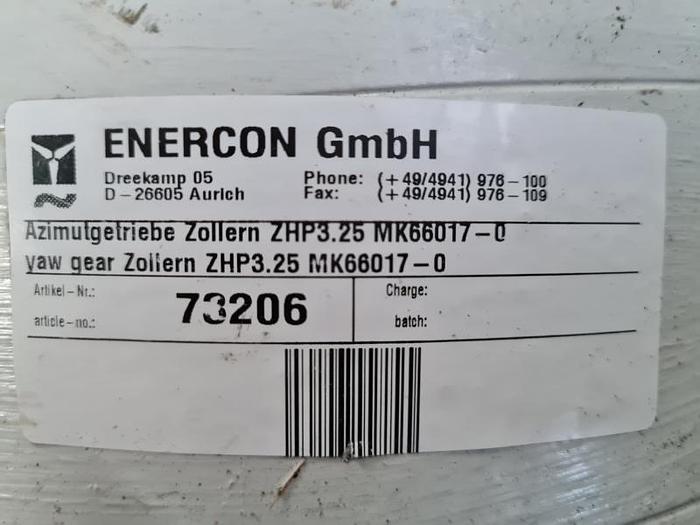 ENERCON GmbH
Dreekamp 05 Phone: (+49/4941) 976-100
D-26605 Aurich Fax: (+49/4941) 976-109
Azimutgetriebe Zollern ZHP3.25 MK66017-0
yaw gear Zollern ZHP3.25 MK66017-0
Artikel-Nr.: Charge:
article-no.: 73206 batch: